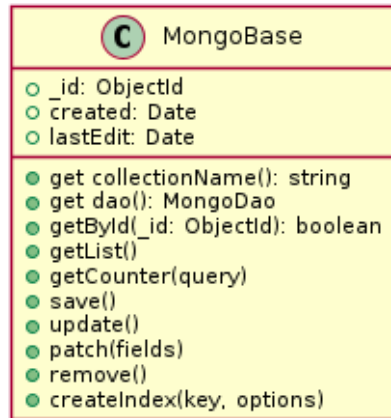 C MongoBase
_id: ObjectId
created: Date
lastEdit: Date
get collectionName(): string
get dao(): MongoDao
getById(_id: ObjectId): boolean
getList()
getCounter(query)
save()
update()
patch(fields)
remove()
createIndex(key, options)